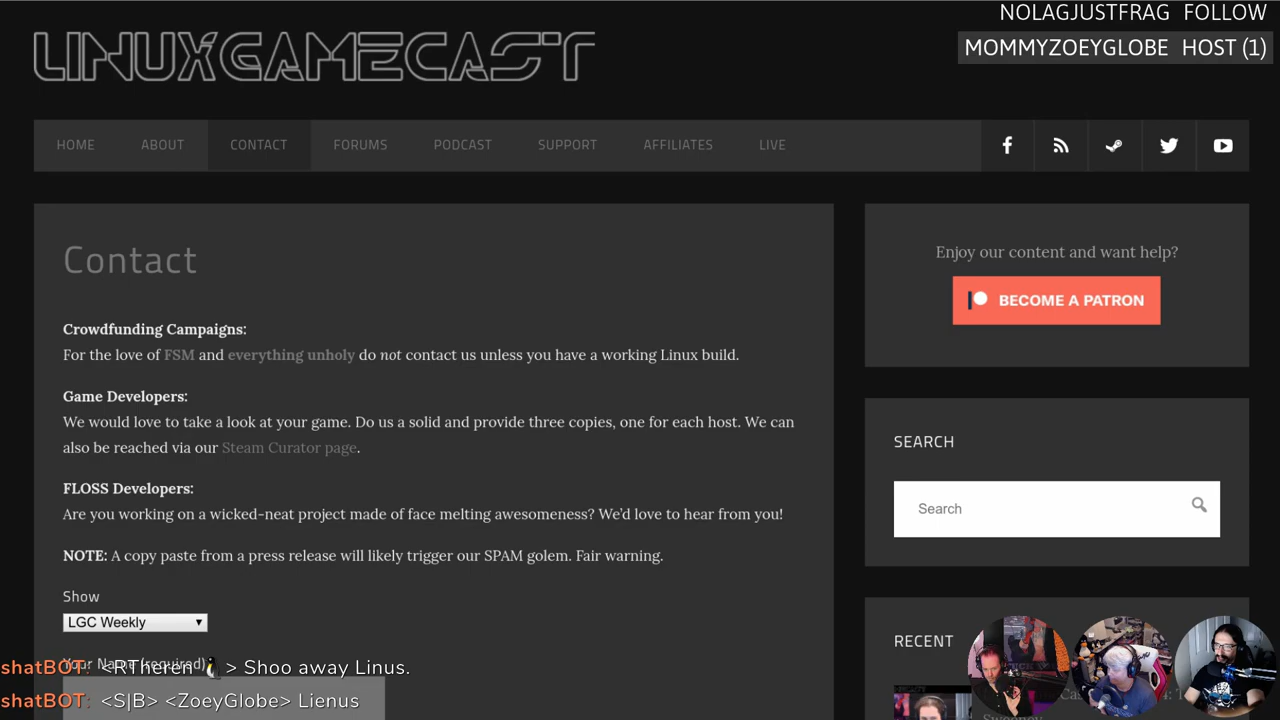 NOLAGJUSTFRAG FOLLOW
MOMMYZOEYGLOBE HOST (1)
LINUXGAMECAST
HOME ABOUT CONTACT FORUMS PODCAST SUPPORT AFFILIATES LIVE
Contact
Crowdfunding Campaigns:
For the love of FSM and everything unholy do not contact us unless you have a working Linux build.
Game Developers:
We would love to take a look at your game. Do us a solid and provide three copies, one for each host. We can
also be reached via our Steam Curator page.
FLOSS Developers:
Are you working on a wicked-neat project made of face melting awesomeness? We'd love to hear from you!
NOTE: A copy paste from a press release will likely trigger our SPAM golem. Fair warning.
Show
LGC Weekly
Your Name (required)
shatBOT: <RTheren🐧 > Shoo away Linus.
shatBOT: <S|B> <ZoeyGlobe> Lienus
Enjoy our content and want help?
BECOME A PATRON
SEARCH
Search
RECENT